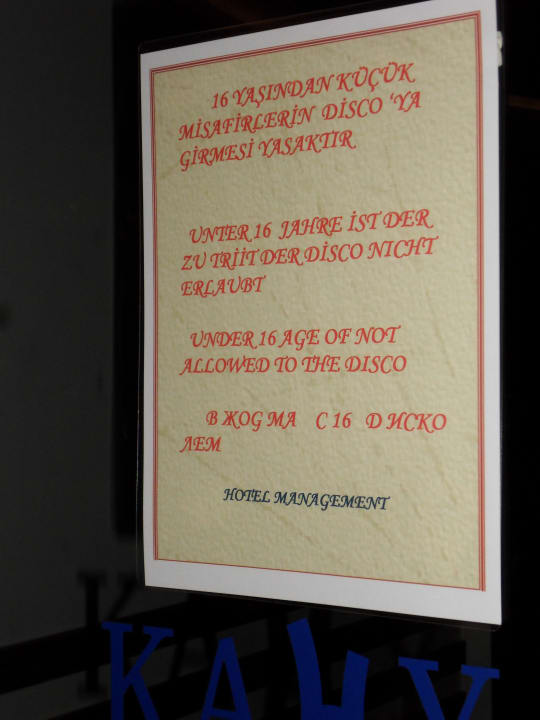 16 YAŞINDAN KÜÇÜK
MİSAFİRLERİN DİSCO 'YA
GİRMESİ YASAKTIR
UNTER 16 JAHRE İST DER
ZU TRİİT DER DİSCO NICHT
ERLAUBT
UNDER 16 AGE OF NOT
ALLOWED TO THE DISCO
В ЖОG МА С 16 D ИСКО
ЛЕМ
HOTEL MANAGEMENT